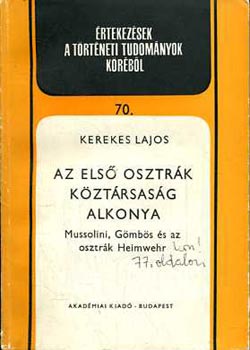 ÉRTEKEZÉSEK
A TÖRTÉNETI TUDOMÁNYOK
KÖRÉBŐL
70.
KEREKES LAJOS
AZ ELSŐ OSZTRÁK
KÖZTÁRSASÁG
ALKONYA
Mussolini, Gömbös és az
osztrák Heimwehr
77. oldalon
AKADÉMIAI KIADÓ - BUDAPEST